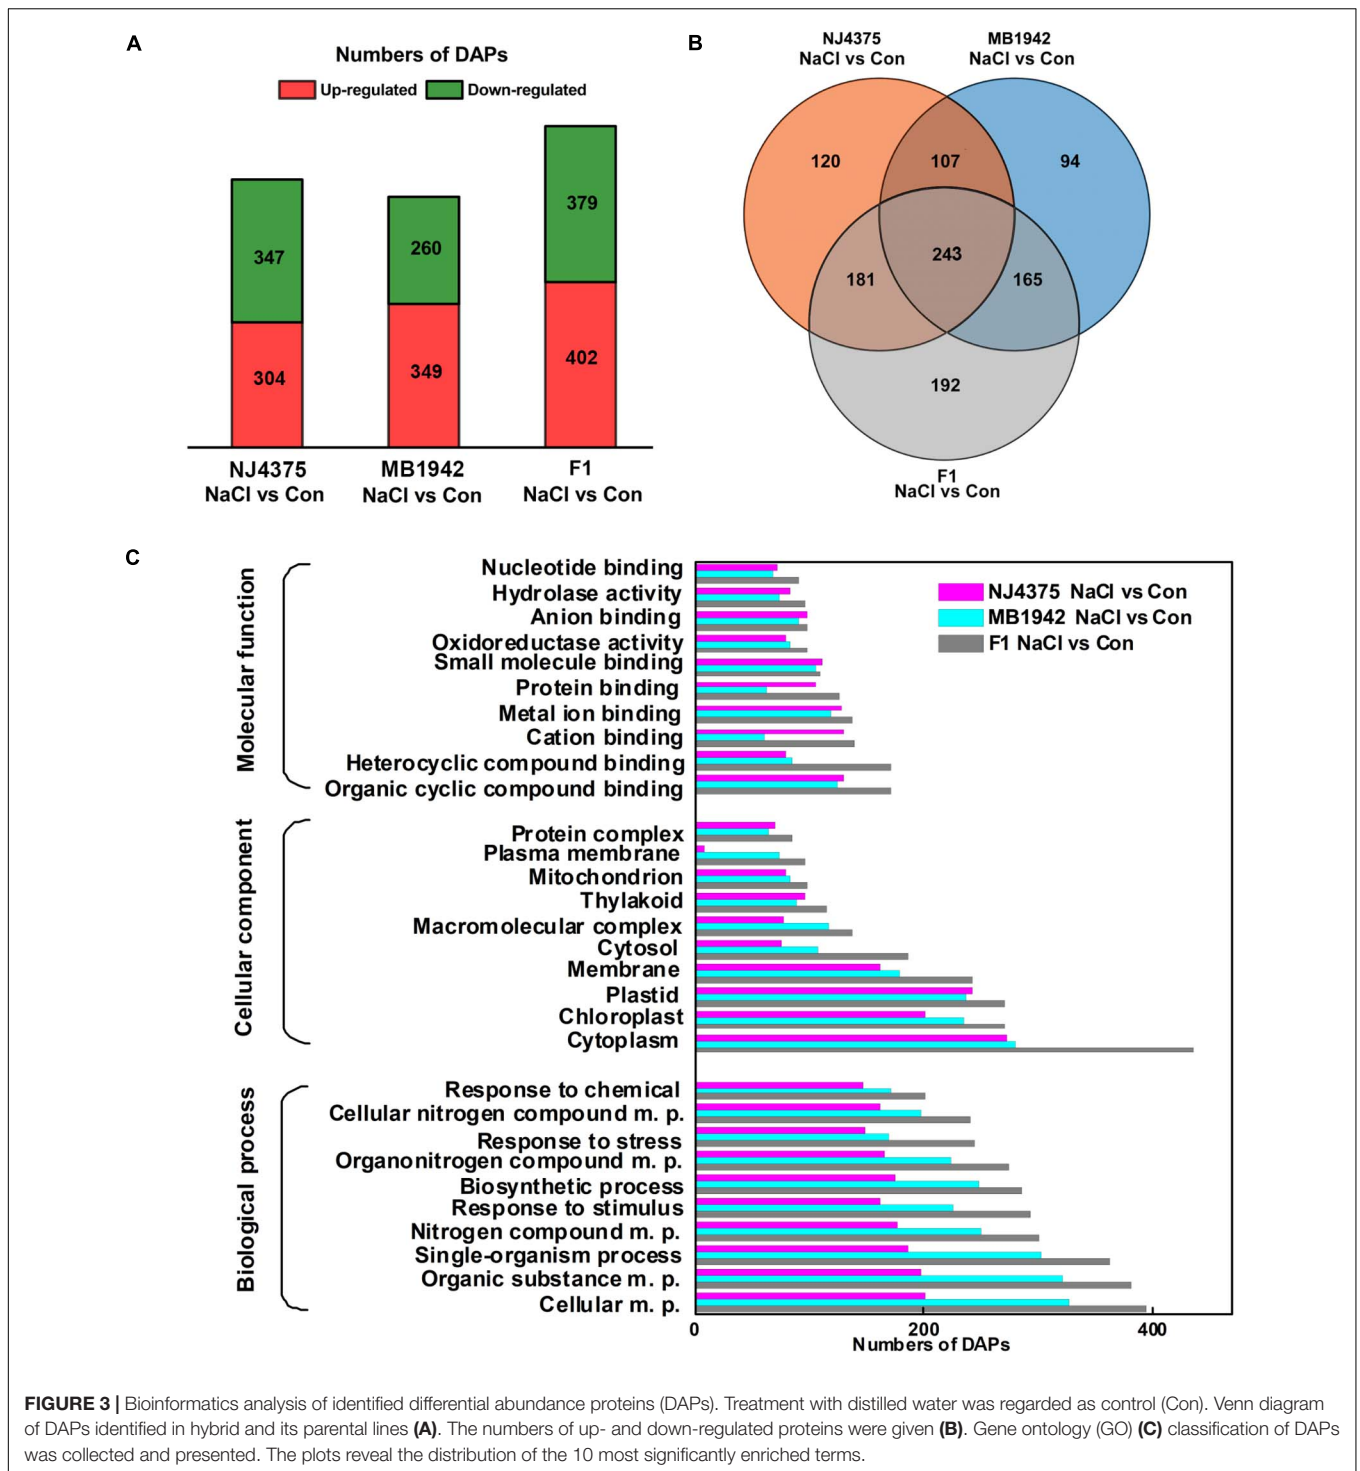 A
Numbers of DAPs
Up-regulated Down-regulated
347
304
260
349
379
402
NJ4375
NaCl vs Con
MB1942
NaCl vs Con
F1
NaCl vs Con
B
NJ4375
NaCl vs Con
MB1942
NaCl vs Con
120
107
94
243
181
165
192
F1
NaCl vs Con
C
Molecular function
Nucleotide binding
Hydrolase activity
Anion binding
Oxidoreductase activity
Small molecule binding
Protein binding
Metal ion binding
Cation binding
Heterocyclic compound binding
Organic cyclic compound binding
Cellular component
Protein complex
Plasma membrane
Mitochondrion
Thylakoid
Macromolecular complex
Cytosol
Membrane
Plastid
Chloroplast
Cytoplasm
Biological process
Response to chemical
Cellular nitrogen compound m. p.
Response to stress
Organonitrogen compound m. p.
Biosynthetic process
Response to stimulus
Nitrogen compound m. p.
Single-organism process
Organic substance m. p.
Cellular m. p.
NJ4375 NaCl vs Con
MB1942 NaCl vs Con
F1 NaCl vs Con
0 200 400
Numbers of DAPs
FIGURE 3 | Bioinformatics analysis of identified differential abundance proteins (DAPs). Treatment with distilled water was regarded as control (Con). Venn diagram
of DAPs identified in hybrid and its parental lines (A). The numbers of up- and down-regulated proteins were given (B). Gene ontology (GO) (C) classification of DAPs
was collected and presented. The plots reveal the distribution of the 10 most significantly enriched terms.